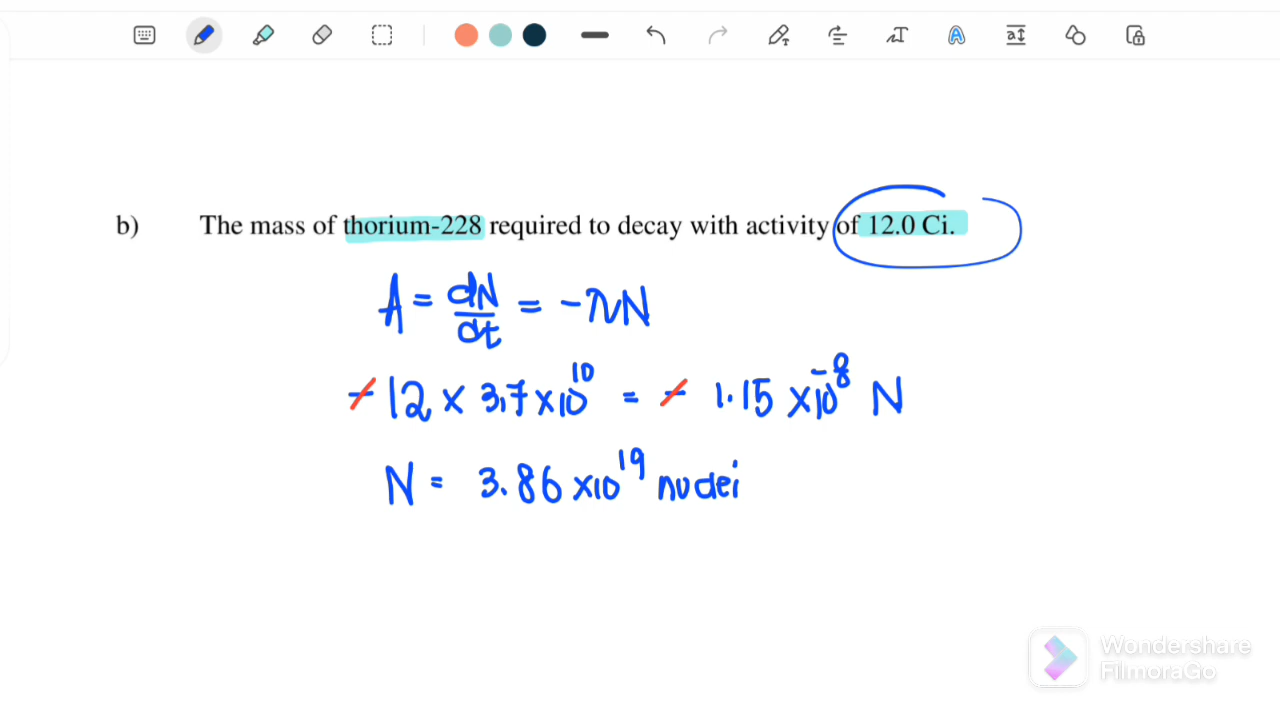 b) The mass of thorium-228 required to decay with activity of 12.0 Ci.
A = dN/dt = -λN
-12 × 3.7 × 10^10 = - 1.15 × 10^-8 N
N = 3.86 × 10^19 nuclei
Wondershare
FilmoraGo